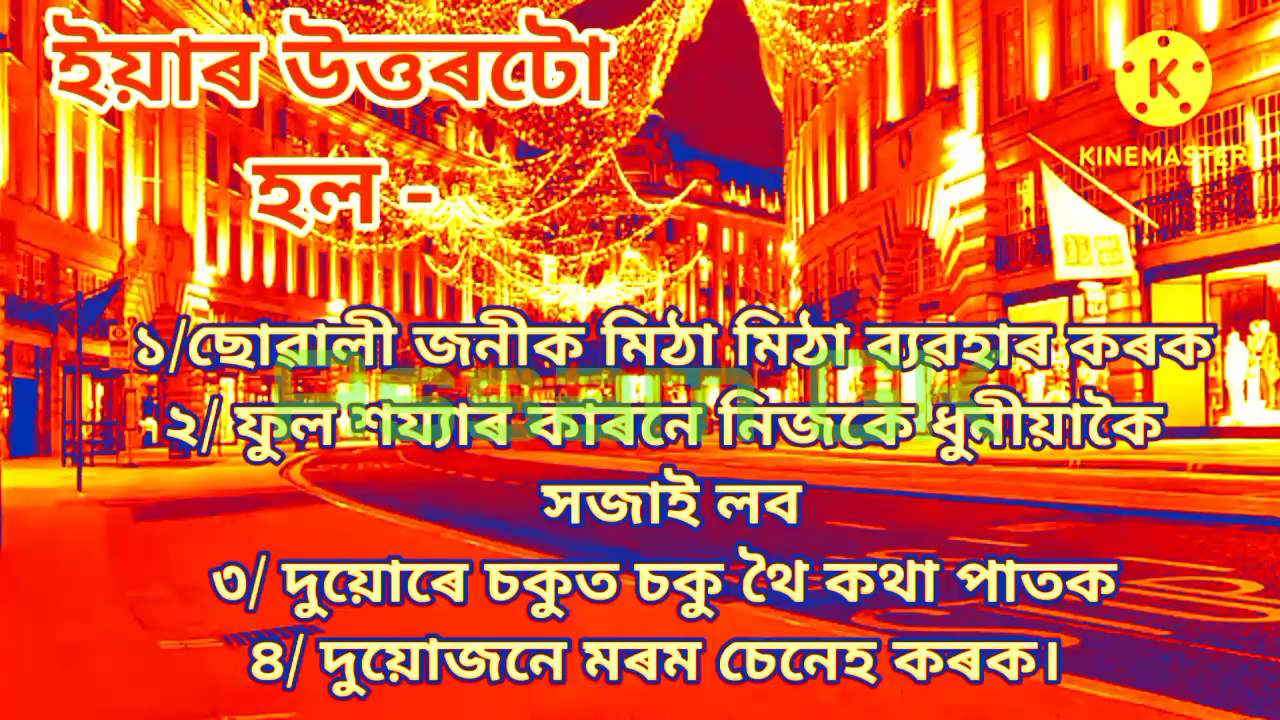 ইয়াৰ উত্তৰটো
হল -
KINEMASTER
১/ছোৱালী জনীক মিঠা মিঠা ব্যৱহাৰ কৰক
২/ ফুল শয্যাৰ কাৰনে নিজকে ধুনীয়াকৈ
সজাই লব
৩/ দুয়োৰে চকুত চকু থৈ কথা পাতক
৪/ দুয়োজনে মৰম চেনেহ কৰক।